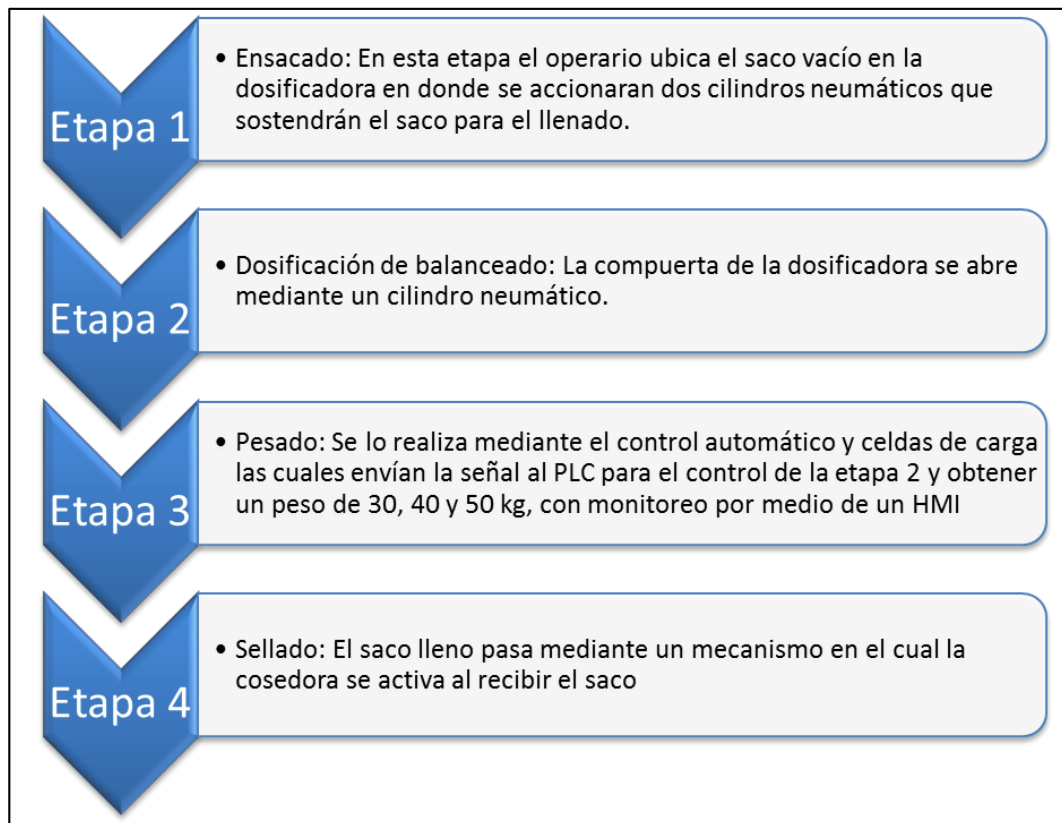 Etapa 1
• Ensacado: En esta etapa el operario ubica el saco vacío en la
dosificadora en donde se accionaran dos cilindros neumáticos que
sostendrán el saco para el llenado.
Etapa 2
• Dosificación de balanceado: La compuerta de la dosificadora se abre
mediante un cilindro neumático.
Etapa 3
• Pesado: Se lo realiza mediante el control automático y celdas de carga
las cuales envían la señal al PLC para el control de la etapa 2 y obtener
un peso de 30, 40 y 50 kg, con monitoreo por medio de un HMI
Etapa 4
• Sellado: El saco lleno pasa mediante un mecanismo en el cual la
cosedora se activa al recibir el saco